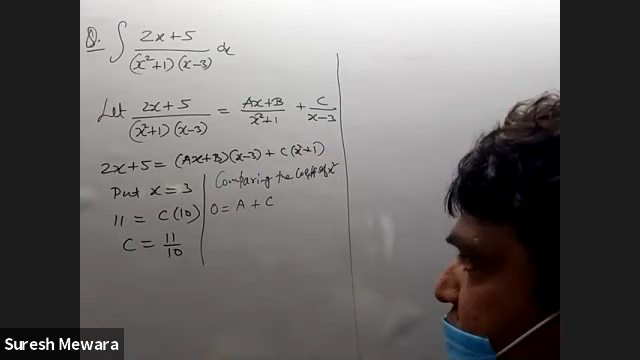 Q. ∫ (2x+5)/((x²+1)(x-3)) dx
Let (2x+5)/((x²+1)(x-3)) = (Ax+B)/(x²+1) + C/(x-3)
2x+5 = (Ax+B)(x-3) + C(x²+1)
Put x = 3
11 = C(10)
C = 11/10
Comparing the Coeff of x²
0 = A + C
Suresh Mewara